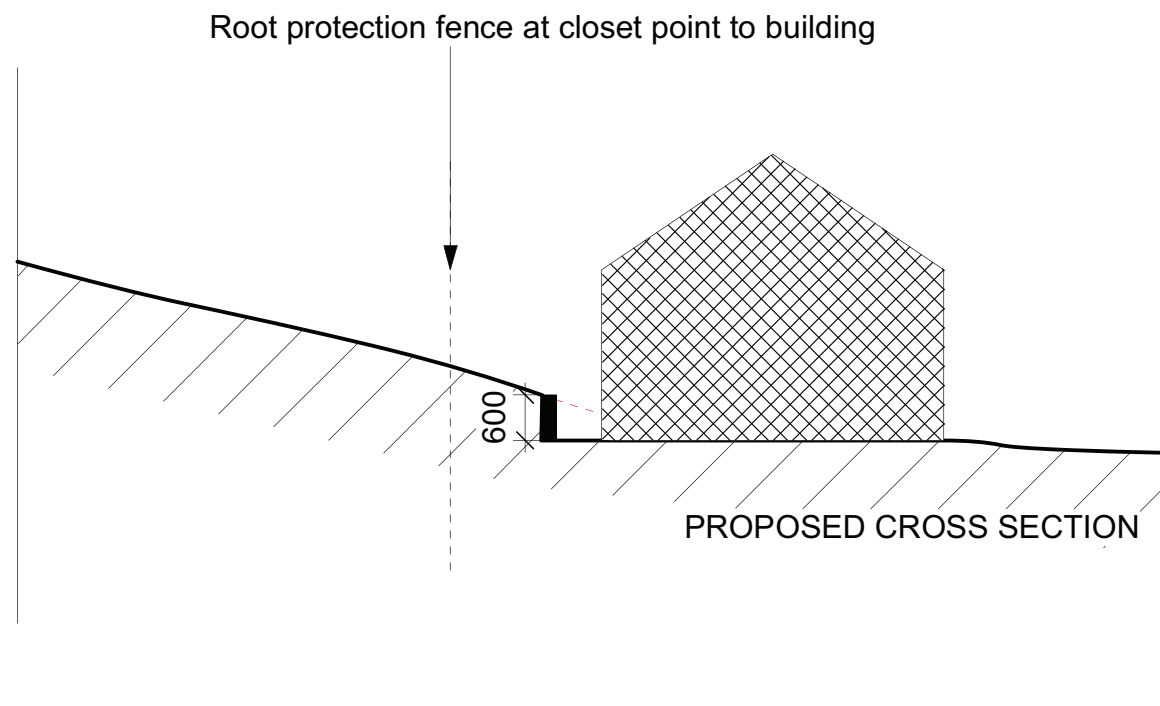 Root protection fence at closet point to building
600
PROPOSED CROSS SECTION